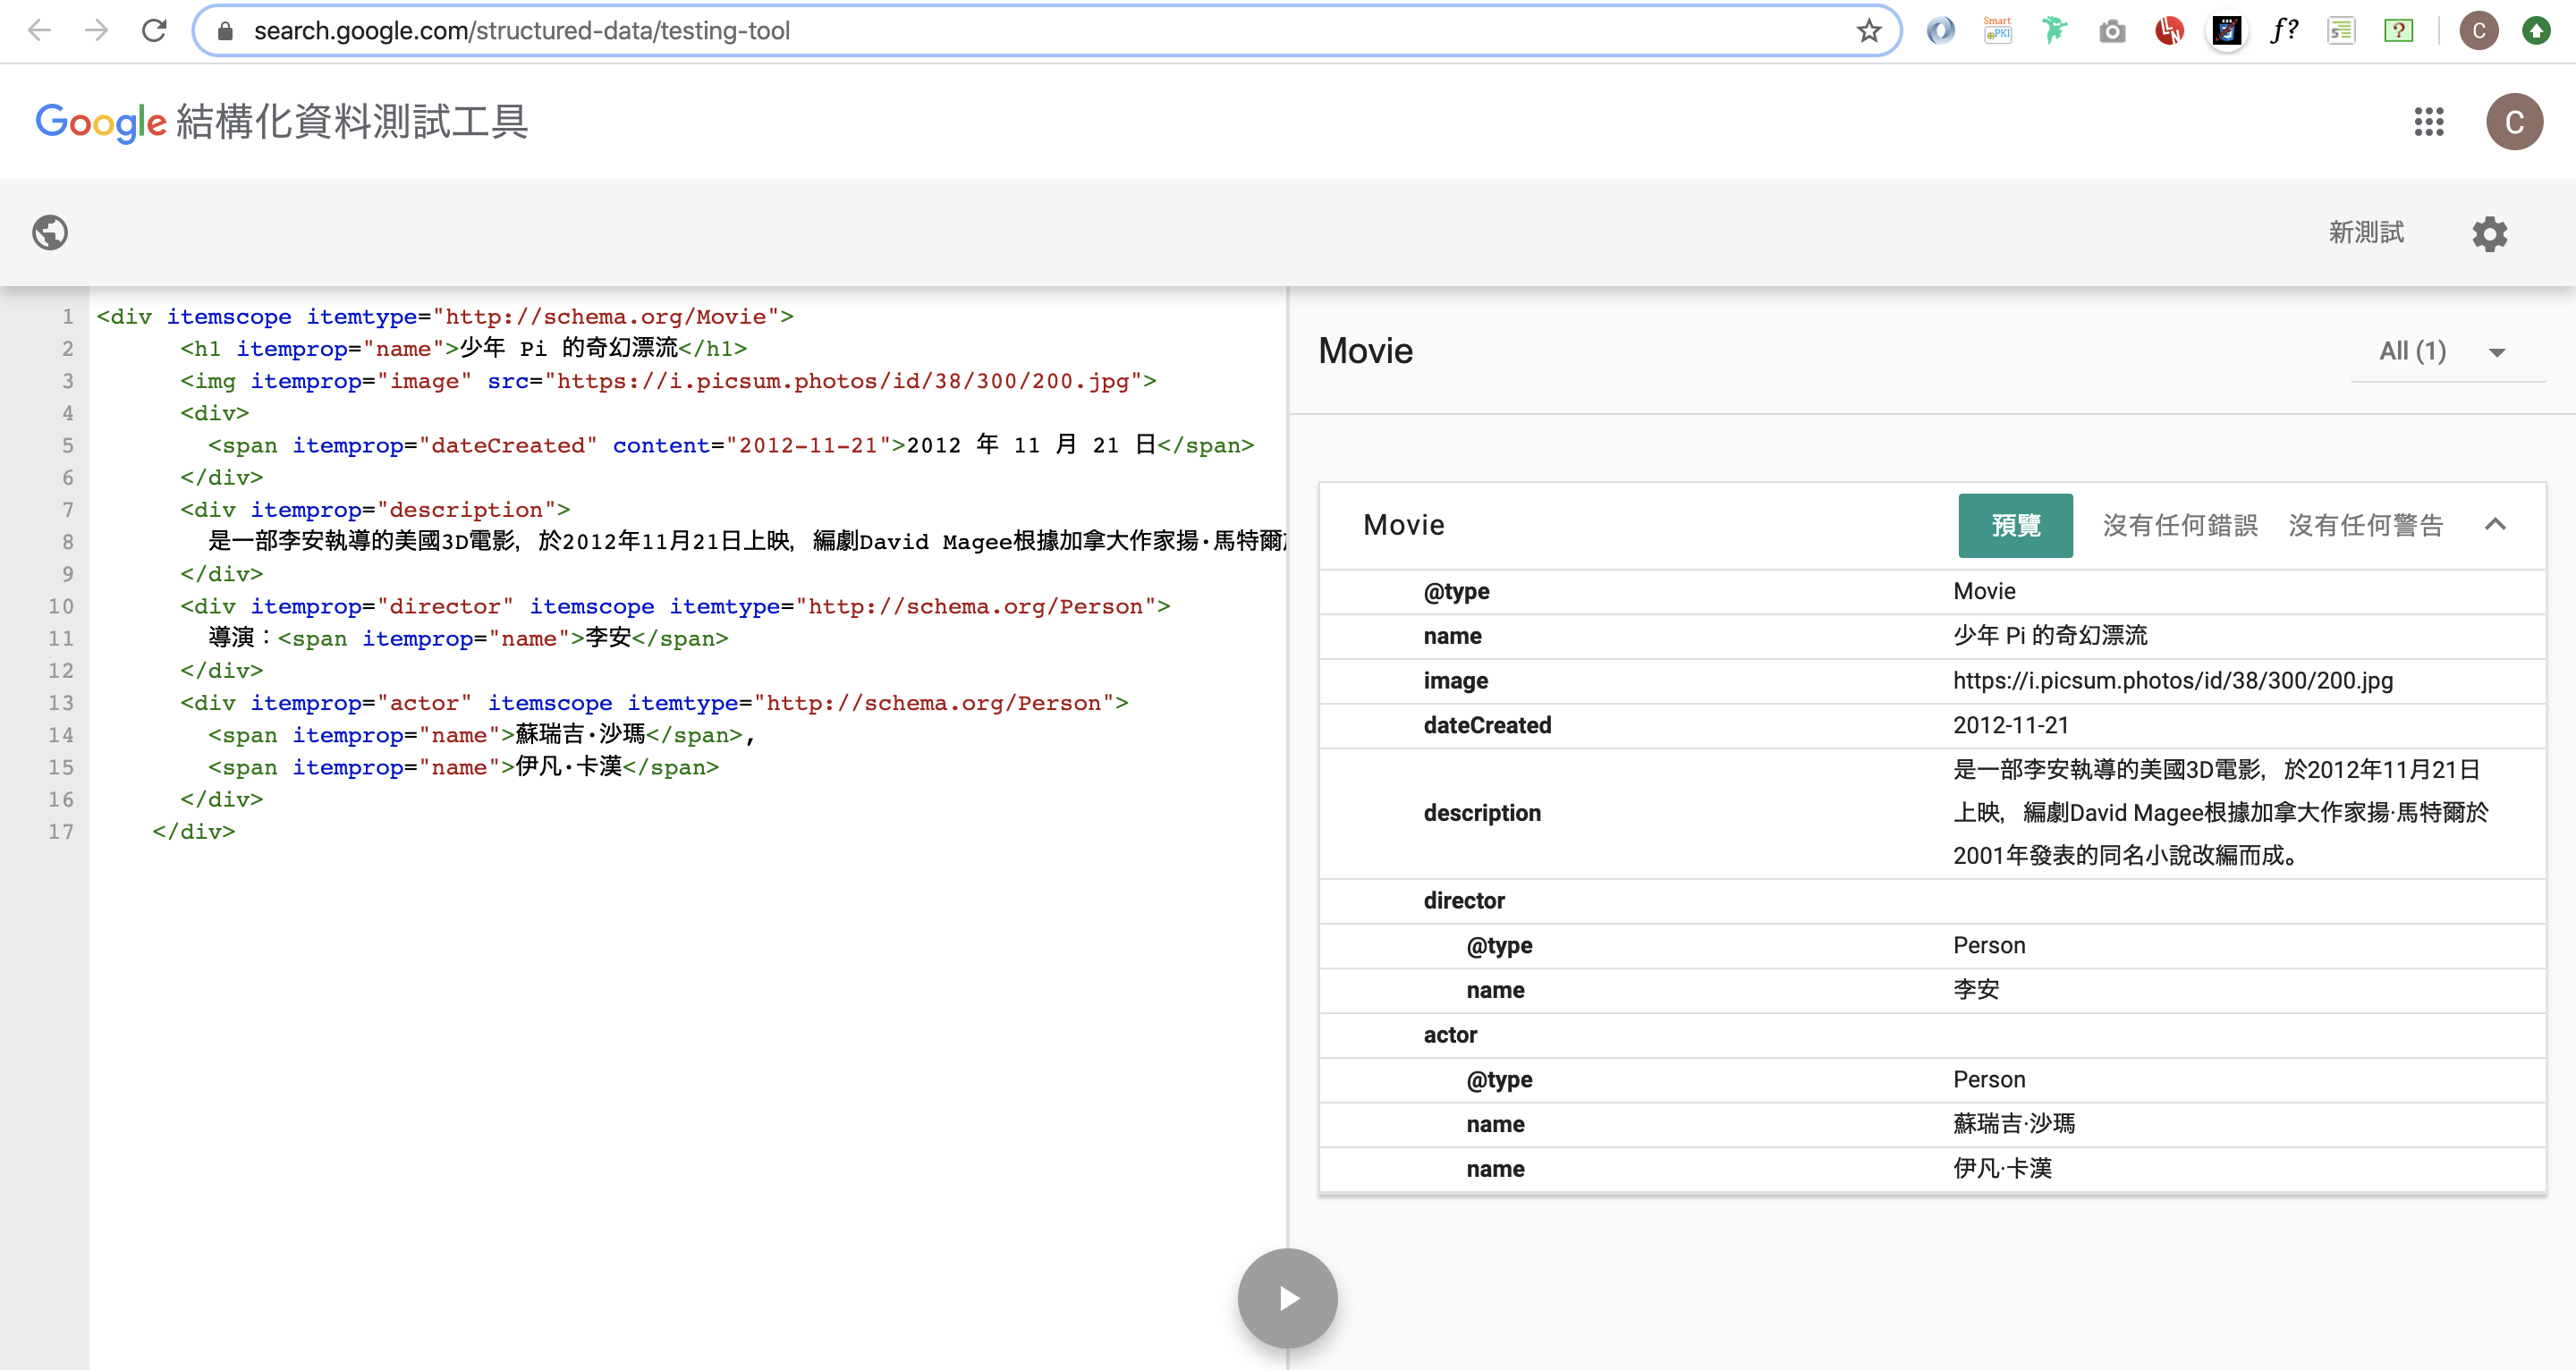 search.google.com/structured-data/testing-tool
Google 結構化資料測試工具
C
新測試
1 <div itemscope itemtype="http://schema.org/Movie">
2 <h1 itemprop="name">少年 Pi 的奇幻漂流</h1>
3 <img itemprop="image" src="https://i.picsum.photos/id/38/300/200.jpg">
4 <div>
5 <span itemprop="dateCreated" content="2012-11-21">2012 年 11 月 21 日</span>
6 </div>
7 <div itemprop="description">
8 是一部李安執導的美國3D電影，於2012年11月21日上映，編劇David Magee根據加拿大作家揚·馬特爾
9 </div>
10 <div itemprop="director" itemscope itemtype="http://schema.org/Person">
11 導演：<span itemprop="name">李安</span>
12 </div>
13 <div itemprop="actor" itemscope itemtype="http://schema.org/Person">
14 <span itemprop="name">蘇瑞吉·沙瑪</span>,
15 <span itemprop="name">伊凡·卡漢</span>
16 </div>
17 </div>
Movie All (1)
Movie 預覽 沒有任何錯誤 沒有任何警告
@type Movie
name 少年 Pi 的奇幻漂流
image https://i.picsum.photos/id/38/300/200.jpg
dateCreated 2012-11-21
description 是一部李安執導的美國3D電影，於2012年11月21日
上映，編劇David Magee根據加拿大作家揚·馬特爾於
2001年發表的同名小說改編而成。
director
@type Person
name 李安
actor
@type Person
name 蘇瑞吉·沙瑪
name 伊凡·卡漢